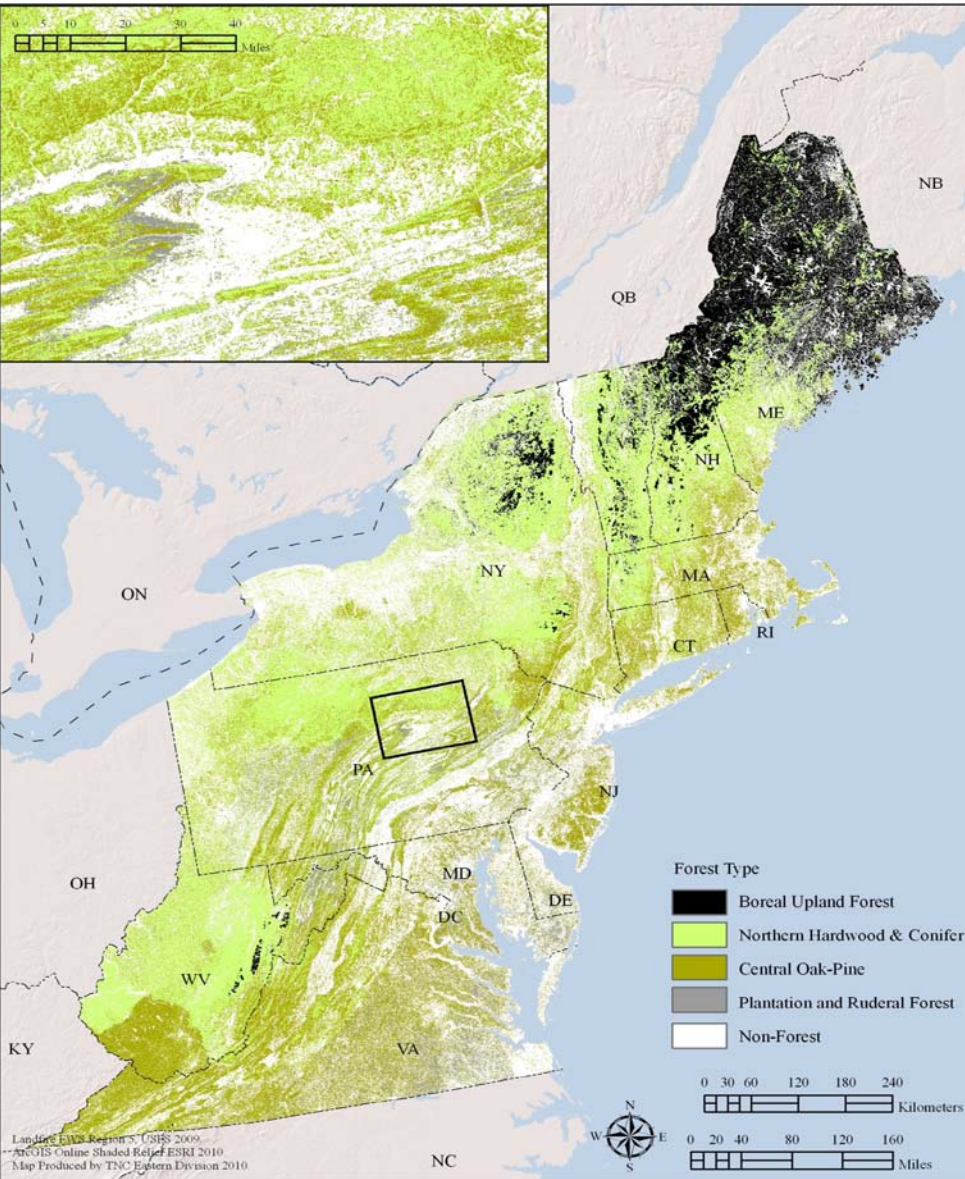 0 5 10 20 30 40
Miles
NB
QB
ME
VT
NH
NY
ON
MA
CT
RI
PA
NJ
OH
MD
DE
DC
WV
KY
VA
NC
Forest Type
Boreal Upland Forest
Northern Hardwood & Conifer
Central Oak-Pine
Plantation and Ruderal Forest
Non-Forest
0 30 60 120 180 240
Kilometers
N
W E
S
0 20 40 80 120 160
Miles
Landfire EWS Region 5, USFS 2009,
ArcGIS Online Shaded Relief ESRI 2010
Map Produced by TNC Eastern Division 2010